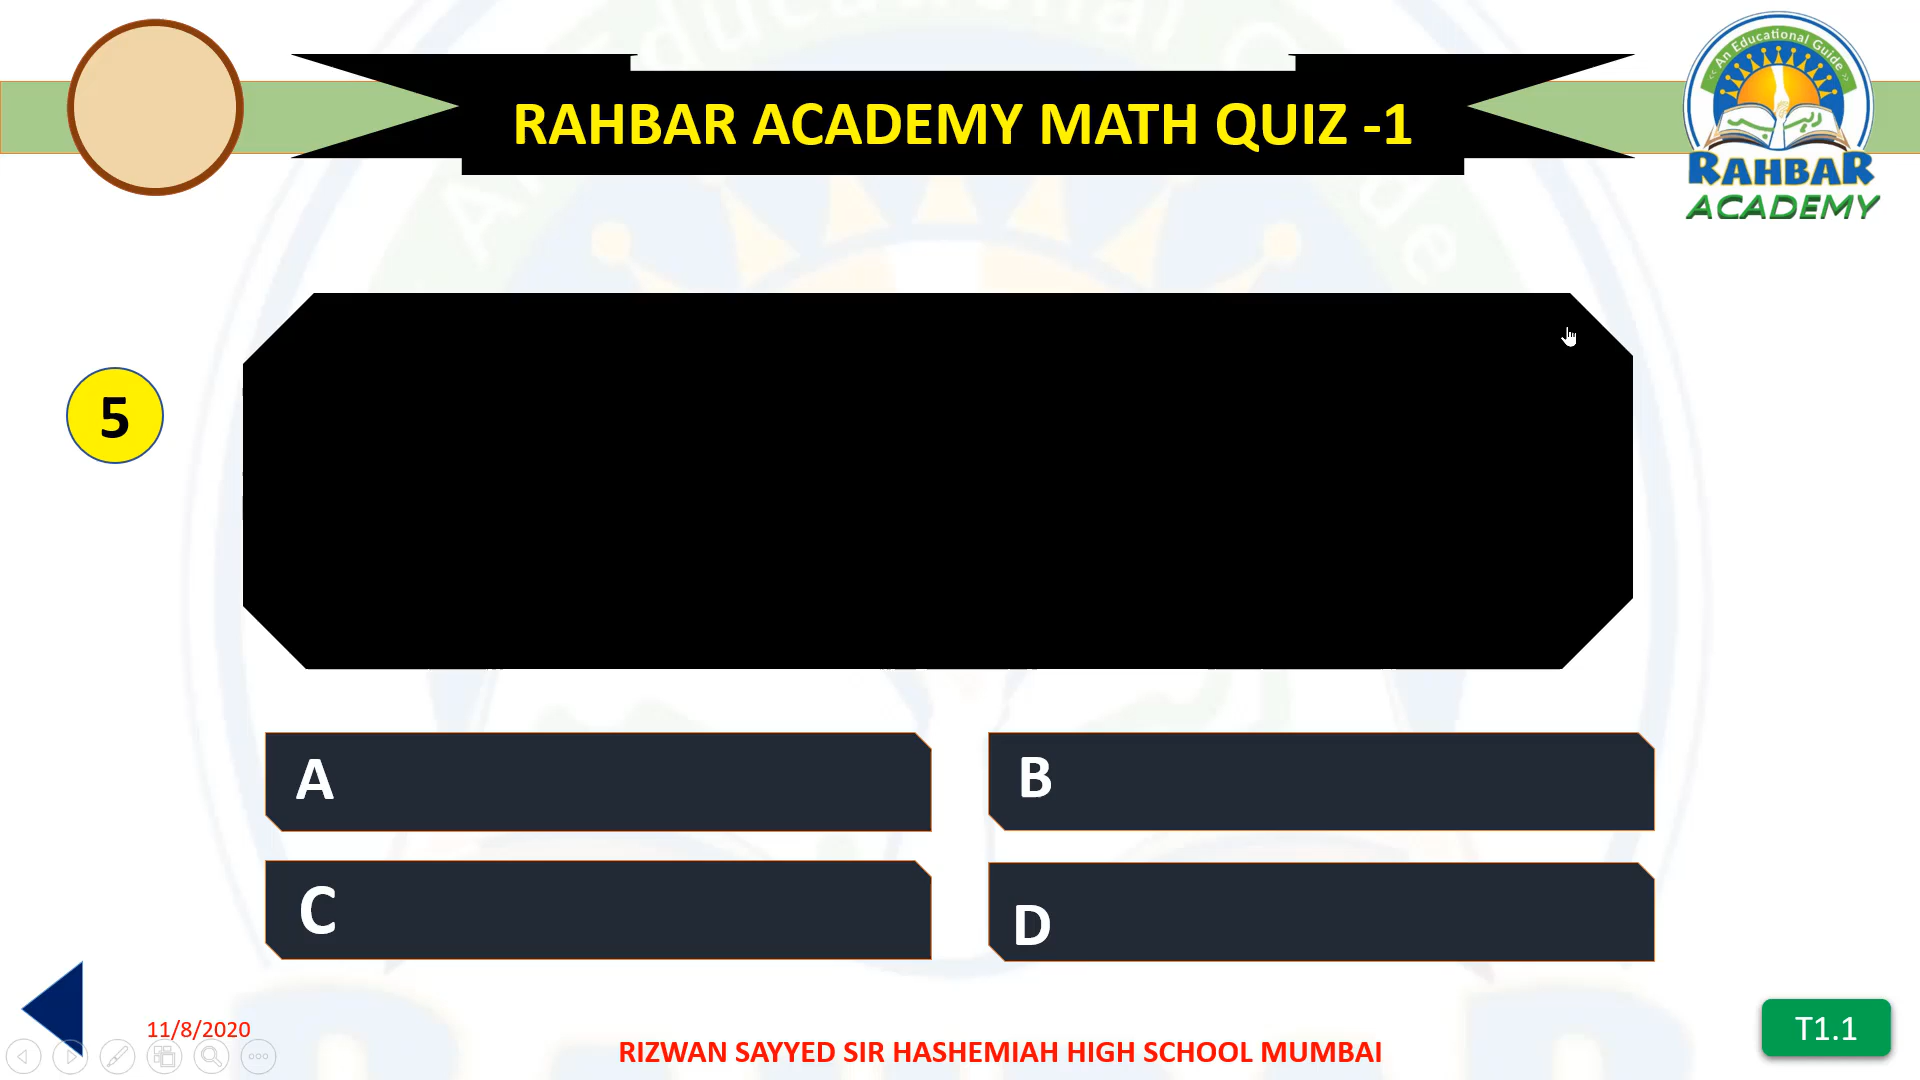 RAHBAR ACADEMY MATH QUIZ -1
<< An Educational Guide >>
RAHBAR
ACADEMY
5
A
B
C
D
11/8/2020
RIZWAN SAYYED SIR HASHEMIAH HIGH SCHOOL MUMBAI
T1.1